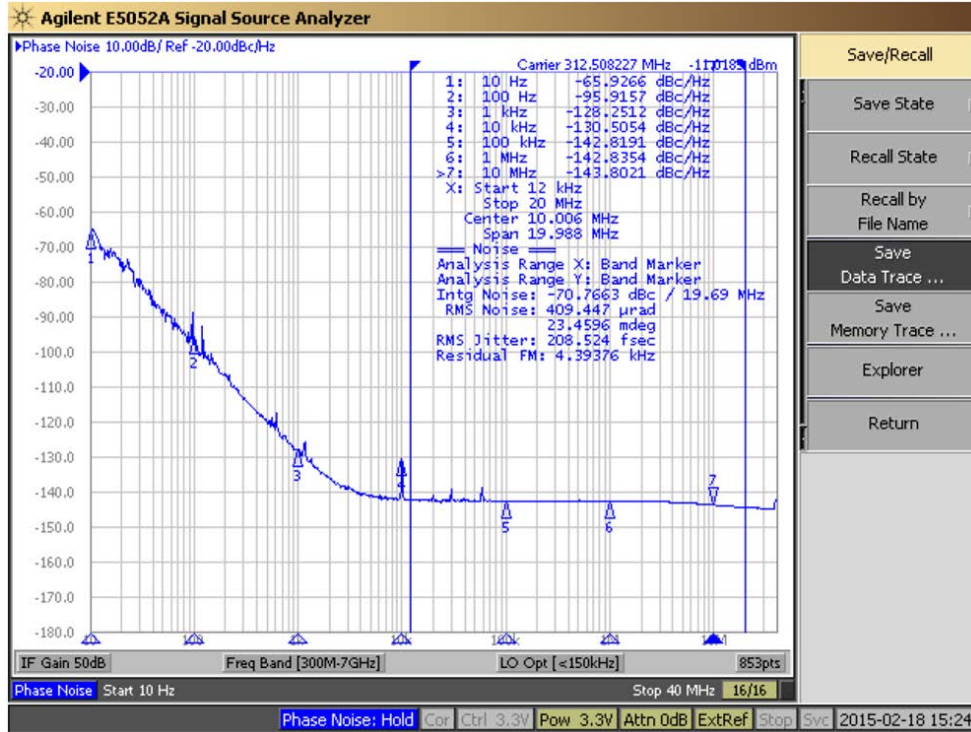 Agilent E5052A Signal Source Analyzer
Phase Noise 10.00dB/ Ref -20.00dBc/Hz
Carrier 312.508227 MHz
dBm
1: 10 Hz -65.9266 dBc/Hz
2: 100 Hz -95.9157 dBc/Hz
3: 1 kHz -128.2512 dBc/Hz
4: 10 kHz -130.5054 dBc/Hz
5: 100 kHz -142.8191 dBc/Hz
6: 1 MHz -142.8354 dBc/Hz
>7: 10 MHz -143.8021 dBc/Hz
X: Start 12 kHz
Stop 20 MHz
Center 10.006 MHz
Span 19.988 MHz
=== Noise ===
Analysis Range X: Band Marker
Analysis Range Y: Band Marker
Intg Noise: -70.7663 dBc / 19.69 MHz
RMS Noise: 409.447 µrad
23.4596 mdeg
RMS Jitter: 208.524 fsec
Residual FM: 4.39376 kHz
-20.00
-30.00
-40.00
-50.00
-60.00
-70.00
-80.00
-90.00
-100.0
-110.0
-120.0
-130.0
-140.0
-150.0
-160.0
-170.0
-180.0
1
2
3
4
5
6
7
IF Gain 50dB
Freq Band [300M-7GHz]
LO Opt [<150kHz]
853pts
Phase Noise Start 10 Hz
Stop 40 MHz
16/16
Phase Noise: Hold
Cor
Ctrl 3.3V
Pow 3.3V
Attn 0dB
ExtRef
Stop
Svc
2015-02-18 15:24
Save/Recall
Save State
Recall State
Recall by
File Name
Save
Data Trace ...
Save
Memory Trace ...
Explorer
Return